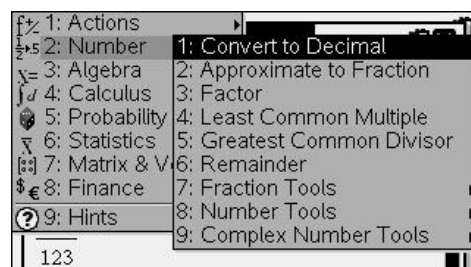 1: Actions
2: Number
3: Algebra
4: Calculus
5: Probability
6: Statistics
7: Matrix & V
8: Finance
9: Hints
1: Convert to Decimal
2: Approximate to Fraction
3: Factor
4: Least Common Multiple
5: Greatest Common Divisor
6: Remainder
7: Fraction Tools
8: Number Tools
9: Complex Number Tools
123